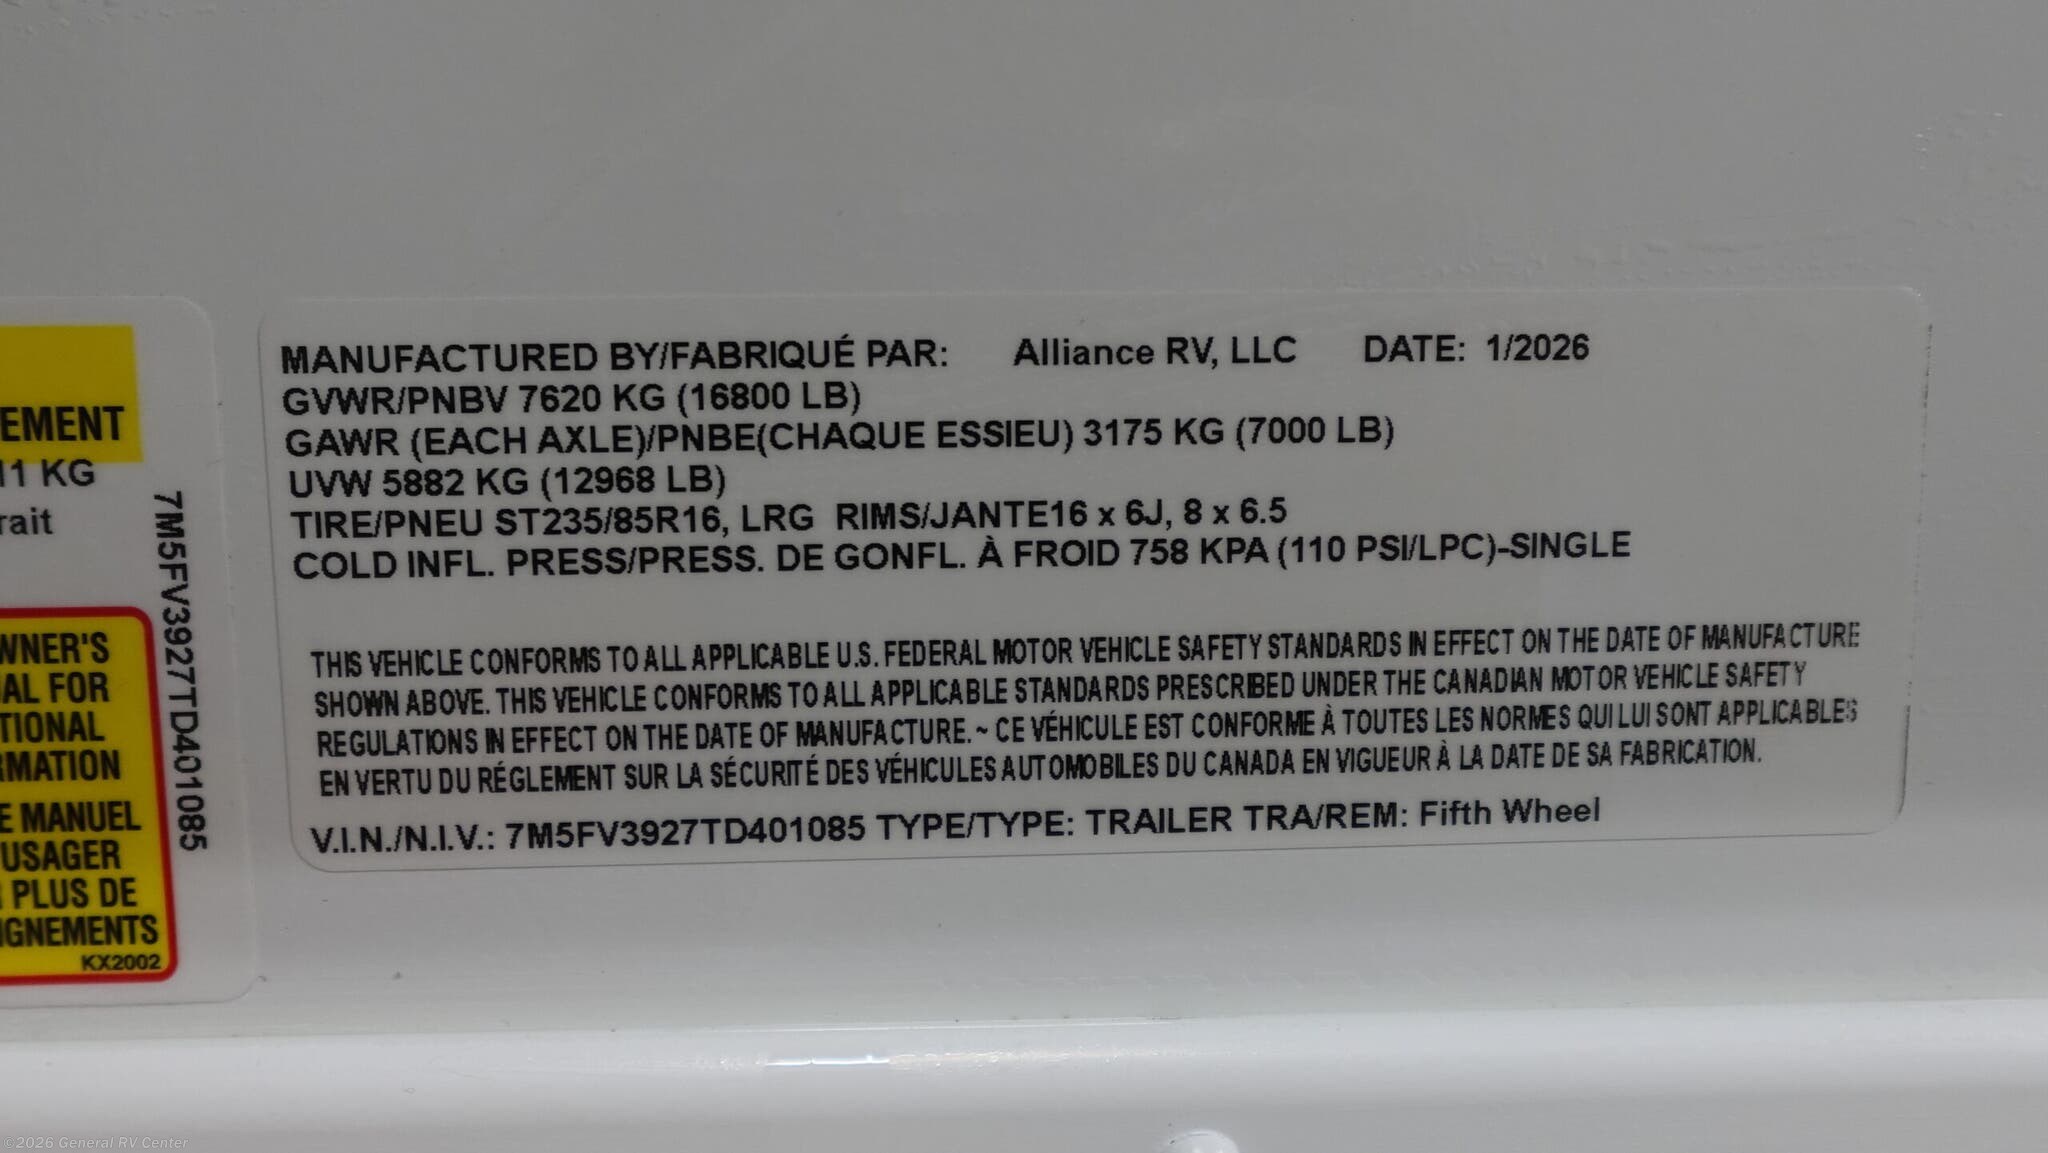 EMENT
11 KG
rait
WNER'S
AL FOR
TIONAL
RMATION
E MANUEL
USAGER
PLUS DE
IGNEMENTS
KX2002
7M5FV3927TD401085
MANUFACTURED BY/FABRIQUÉ PAR: Alliance RV, LLC DATE: 1/2026
GVWR/PNBV 7620 KG (16800 LB)
GAWR (EACH AXLE)/PNBE(CHAQUE ESSIEU) 3175 KG (7000 LB)
UVW 5882 KG (12968 LB)
TIRE/PNEU ST235/85R16, LRG RIMS/JANTE16 x 6J, 8 x 6.5
COLD INFL. PRESS/PRESS. DE GONFL. À FROID 758 KPA (110 PSI/LPC)-SINGLE
THIS VEHICLE CONFORMS TO ALL APPLICABLE U.S. FEDERAL MOTOR VEHICLE SAFETY STANDARDS IN EFFECT ON THE DATE OF MANUFACTURE
SHOWN ABOVE. THIS VEHICLE CONFORMS TO ALL APPLICABLE STANDARDS PRESCRIBED UNDER THE CANADIAN MOTOR VEHICLE SAFETY
REGULATIONS IN EFFECT ON THE DATE OF MANUFACTURE. ~ CE VÉHICULE EST CONFORME À TOUTES LES NORMES QUI LUI SONT APPLICABLES
EN VERTU DU RÉGLEMENT SUR LA SÉCURITÉ DES VÉHICULES AUTOMOBILES DU CANADA EN VIGUEUR À LA DATE DE SA FABRICATION.
V.I.N./N.I.V.: 7M5FV3927TD401085 TYPE/TYPE: TRAILER TRA/REM: Fifth Wheel
©2026 General RV Center